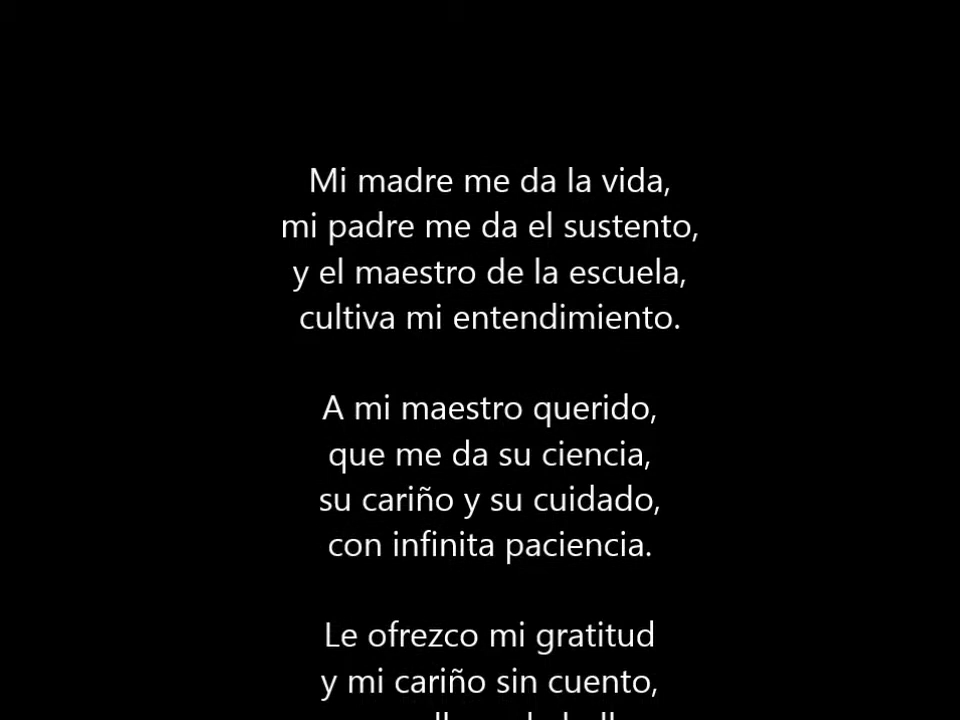 Mi madre me da la vida,
mi padre me da el sustento,
y el maestro de la escuela,
cultiva mi entendimiento.
A mi maestro querido,
que me da su ciencia,
su cariño y su cuidado,
con infinita paciencia.
Le ofrezco mi gratitud
y mi cariño sin cuento,